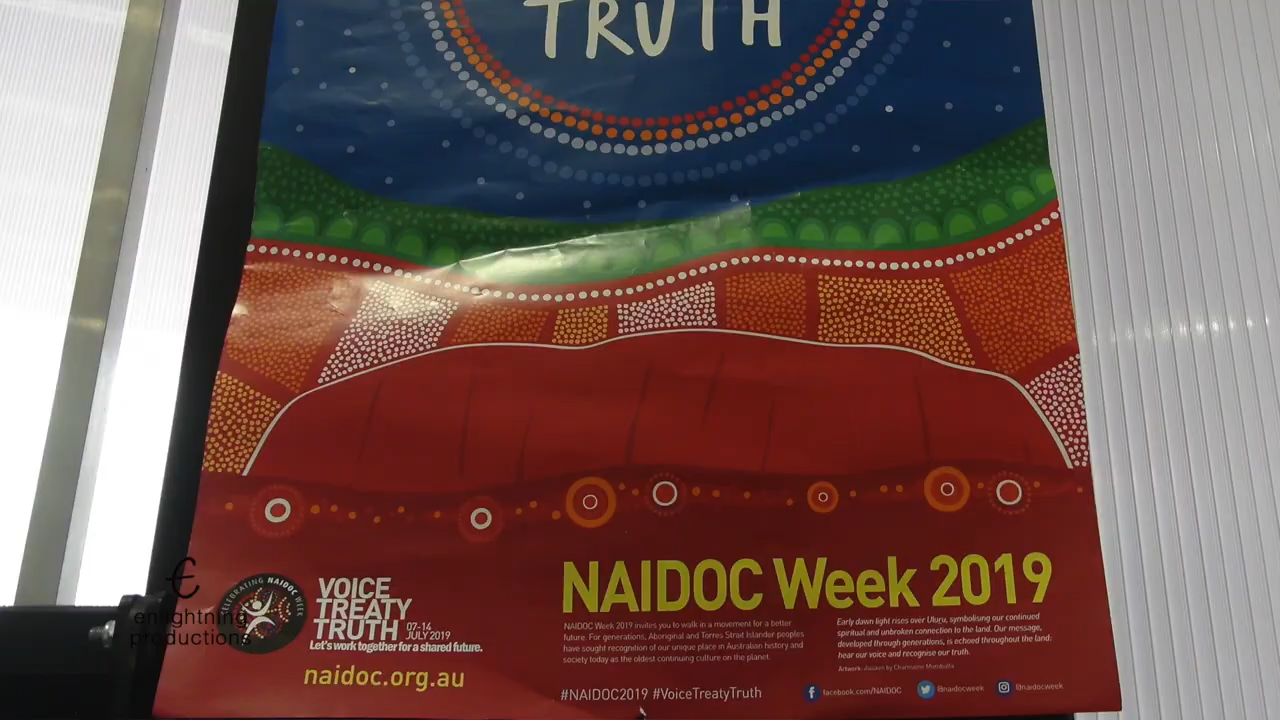 TRUTH
NAIDOC Week 2019
NAIDOC Week 2019 invites you to walk in a movement for a better
future. For generations, Aboriginal and Torres Strait Islander peoples
have sought recognition of our unique place in Australian history and
society today as the oldest continuing culture on the planet.
Early dawn light rises over Uluru, symbolising our continued
spiritual and unbroken connection to the land. Our message,
developed through generations, is echoed throughout the land:
hear our voice and recognise our truth.
Artwork: Awaken by Charmaine Mumbulla
CELEBRATING NAIDOC WEEK
VOICE
TREATY
TRUTH
07-14
JULY 2019
Let's work together for a shared future.
naidoc.org.au
#NAIDOC2019 #VoiceTreatyTruth
facebook.com/NAIDOC
@naidocweek
@naidocweek
enlightning
productions